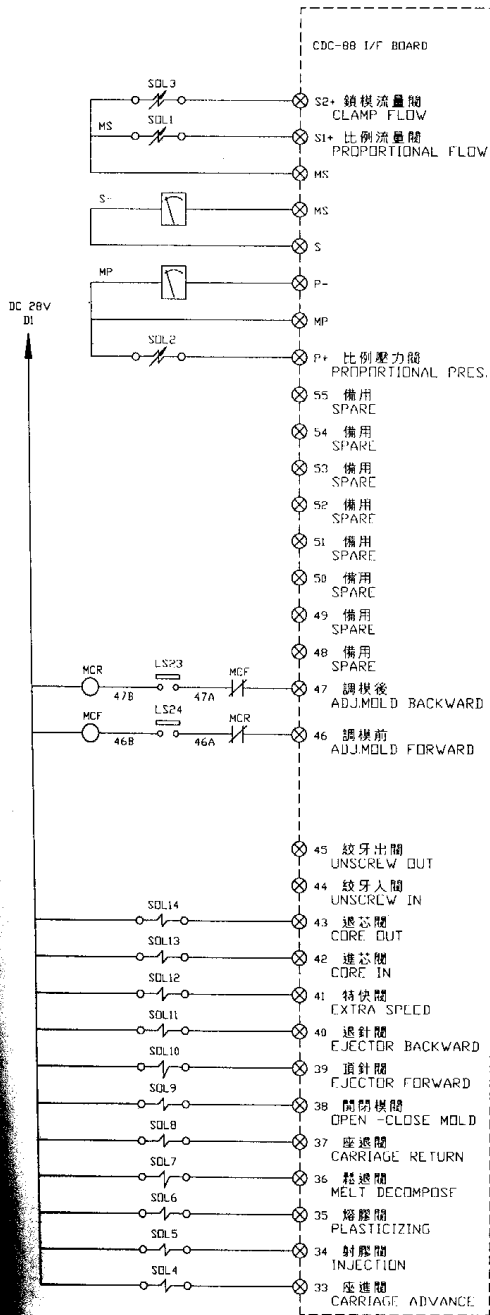 CDC-88 I/F BOARD
SOL3
S2+ 鎖模流量閥
CLAMP FLOW
MS
SOL1
S1+ 比例流量閥
PROPORTIONAL FLOW
MS
S-
MS
S
MP
P-
DC 28V
D1
MP
SOL2
P+ 比例壓力閥
PROPORTIONAL PRES.
55 備用
SPARE
54 備用
SPARE
53 備用
SPARE
52 備用
SPARE
51 備用
SPARE
50 備用
SPARE
49 備用
SPARE
48 備用
SPARE
MCR
LS23
MCF
47B
47A
47 調模後
ADJ.MOLD BACKWARD
MCF
LS24
MCR
46B
46A
46 調模前
ADJ.MOLD FORWARD
45 絞牙出閥
UNSCREW OUT
44 絞牙入閥
UNSCREW IN
SOL14
43 退芯閥
CORE OUT
SOL13
42 進芯閥
CORE IN
SOL12
41 特快閥
EXTRA SPEED
SOL11
40 退針閥
EJECTOR BACKWARD
SOL10
39 頂針閥
EJECTOR FORWARD
SOL9
38 開閉模閥
OPEN -CLOSE MOLD
SOL8
37 座退閥
CARRIAGE RETURN
SOL7
36 鬆退閥
MELT DECOMPOSE
SOL6
35 熔膠閥
PLASTICIZING
SOL5
34 射膠閥
INJECTION
SOL4
33 座進閥
CARRIAGE ADVANCE